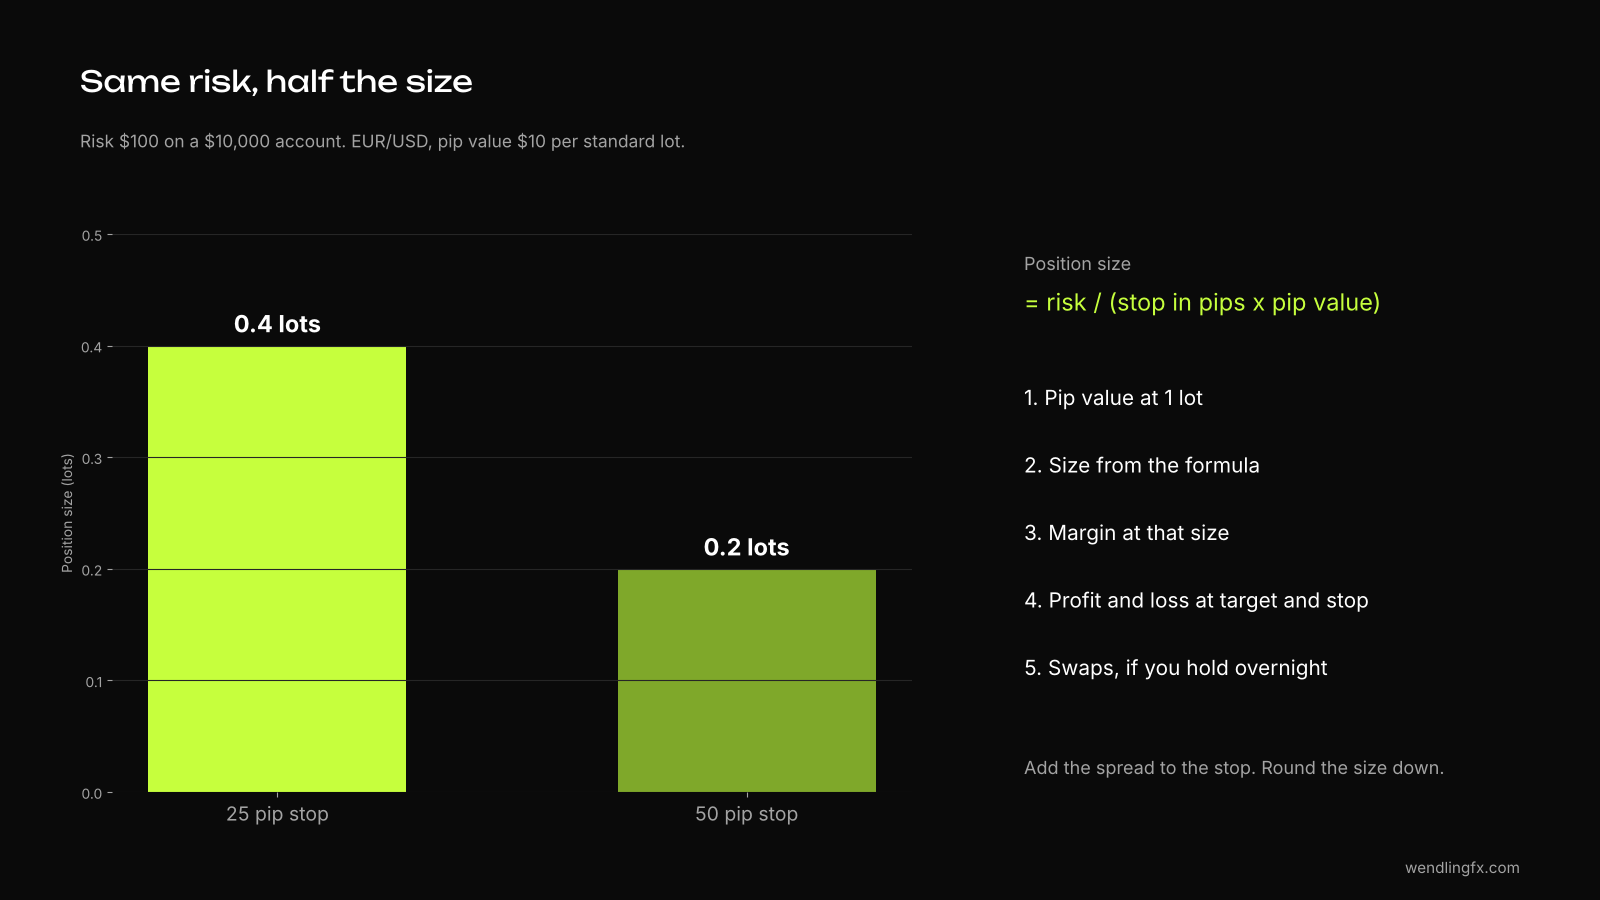 Same risk, half the size
Risk $100 on a $10,000 account. EUR/USD, pip value $10 per standard lot.
Position size (lots)
0.5
0.4
0.3
0.2
0.1
0.0
0.4 lots
0.2 lots
25 pip stop
50 pip stop
Position size
= risk / (stop in pips x pip value)
1. Pip value at 1 lot
2. Size from the formula
3. Margin at that size
4. Profit and loss at target and stop
5. Swaps, if you hold overnight
Add the spread to the stop. Round the size down.
wendlingfx.com